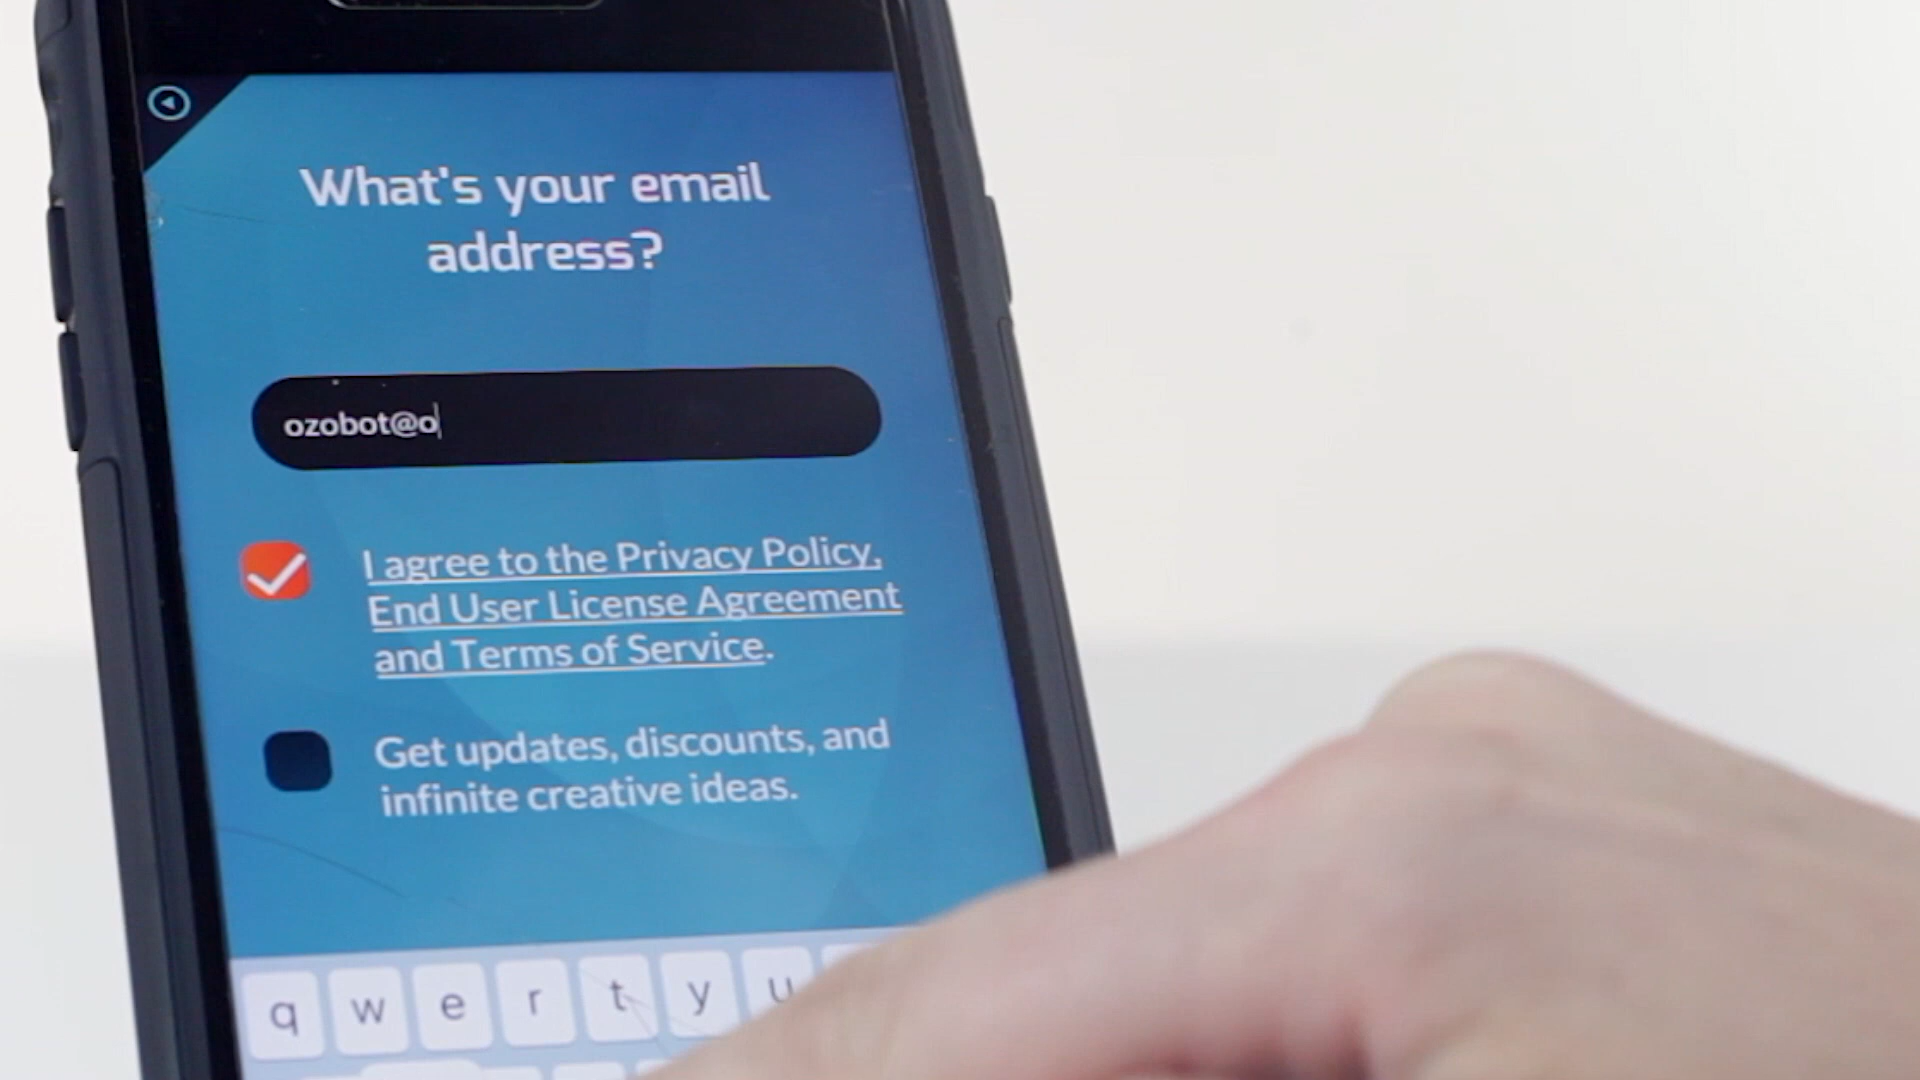 What's your email
address?
ozobot@o
I agree to the Privacy Policy,
End User License Agreement
and Terms of Service.
Get updates, discounts, and
infinite creative ideas.
q w e r t y u